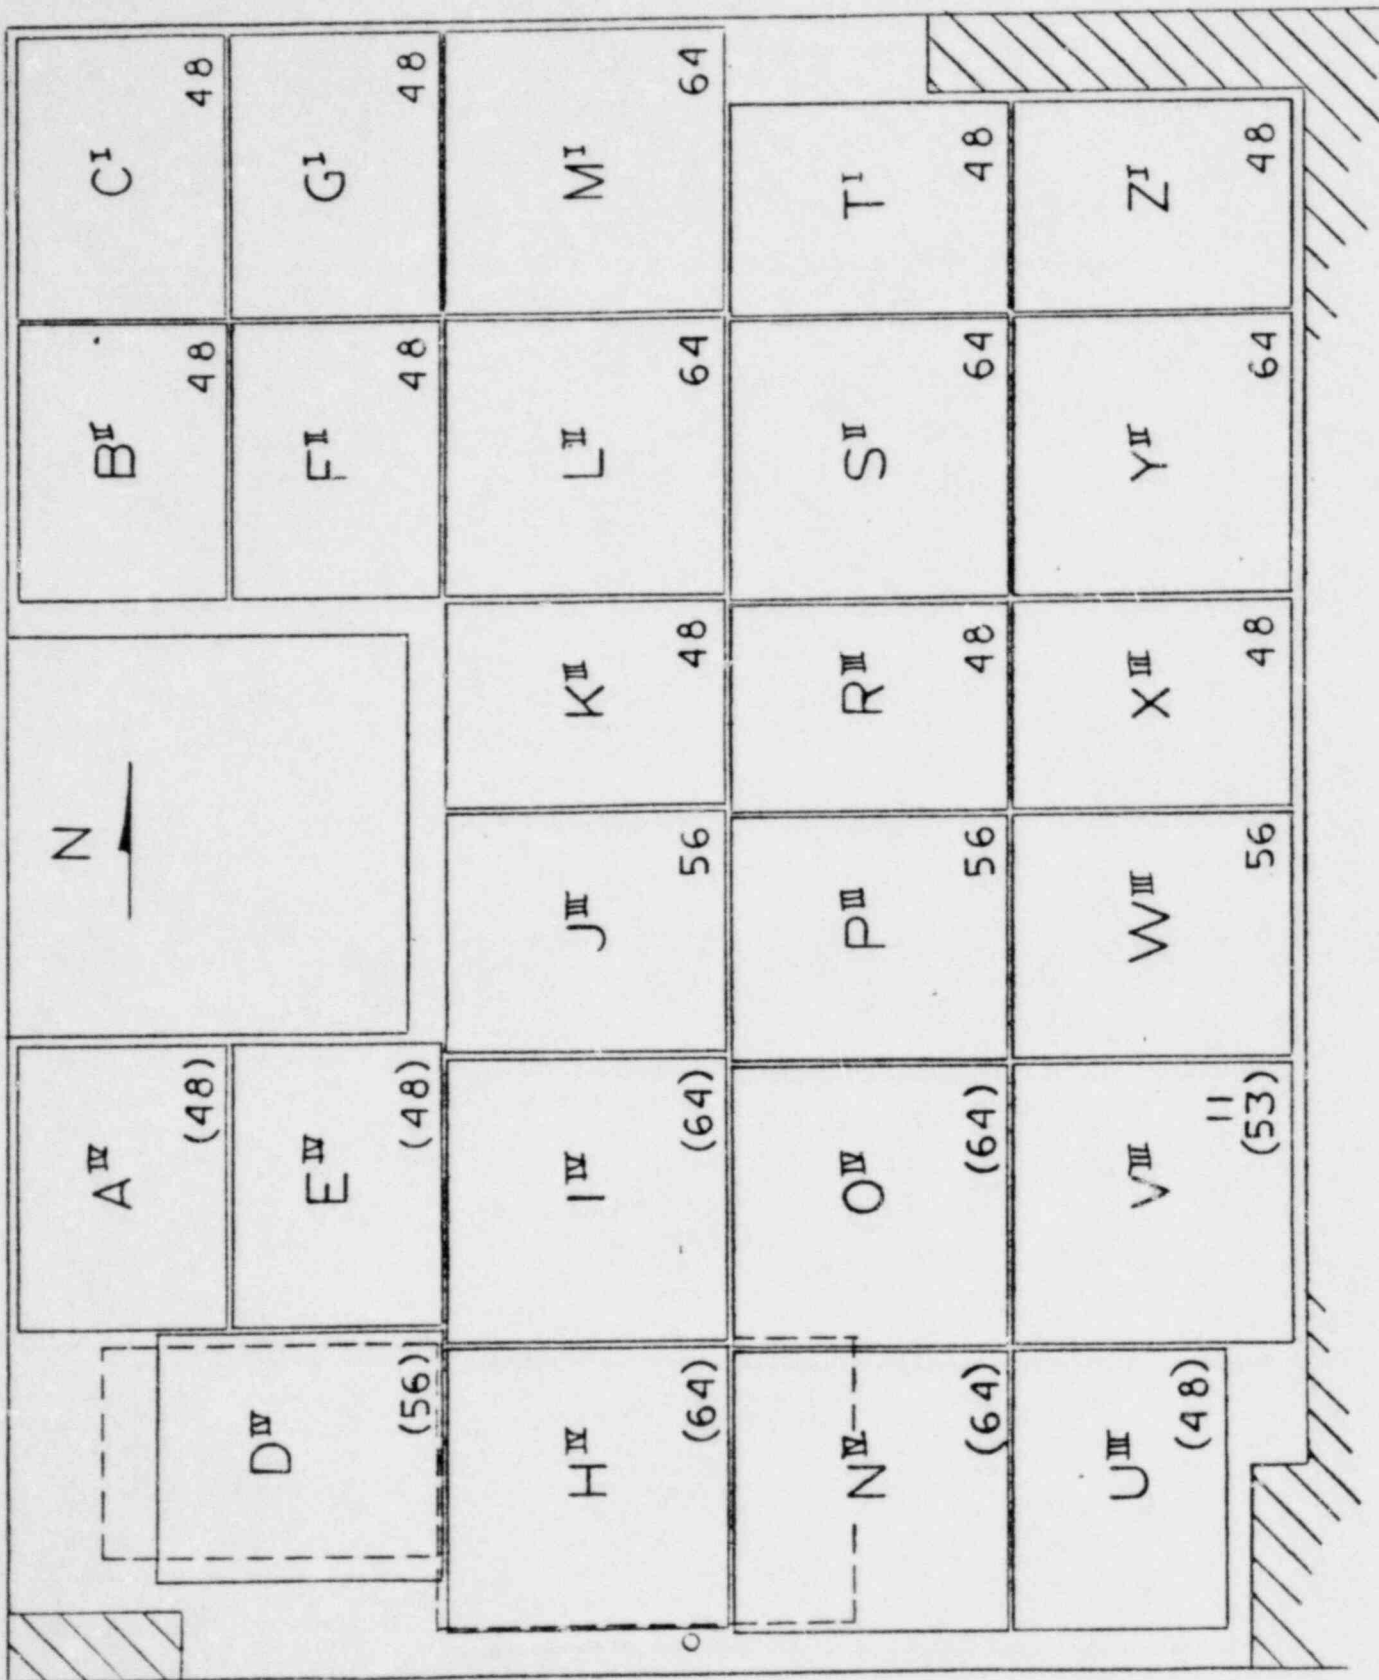 N
A IV B II C I
(48) 48 48
D IV E IV F II G I
(56) (48) 48 48
H IV I IV J III K III L II M I
(64) (64) 56 48 64 64
N IV O IV P III R III S II T I
(64) (64) 56 48 64 48
U III V III W III X III Y II Z I
11
(48) (53) 56 48 64 48